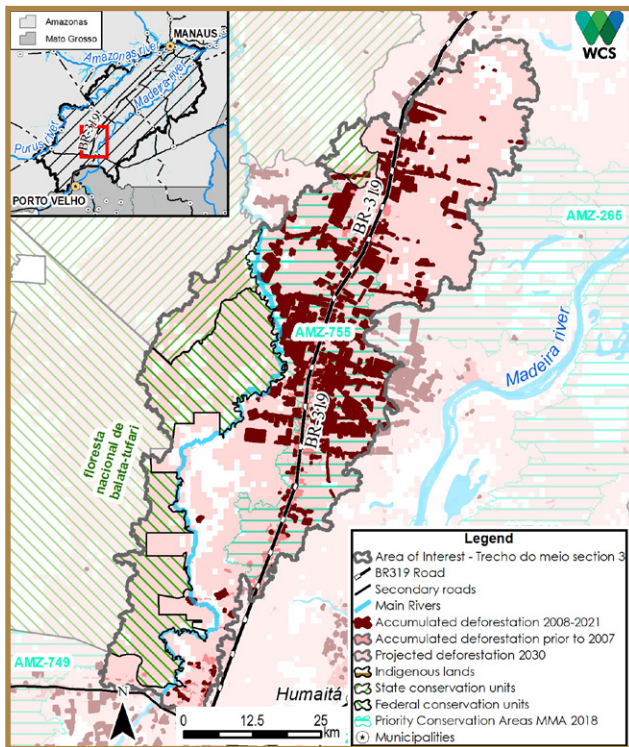 Amazonas
Mato Grosso
MANAUS
Amazonas river
Madeira river
BR-319
Purus river
PORTO VELHO
WCS
BR-319
AMZ-265
AMZ-755
Madeira river
BR-319
floresta
nacional de
balata-tufari
AMZ-749
N
Humaitá
0 12.5 25
km
Legend
Area of Interest - Trecho do meio section 3
BR319 Road
Secondary roads
Main Rivers
Accumulated deforestation 2008-2021
Accumulated deforestation prior to 2007
Projected deforestation 2030
Indigenous lands
State conservation units
Federal conservation units
Priority Conservation Areas MMA 2018
Municipalities